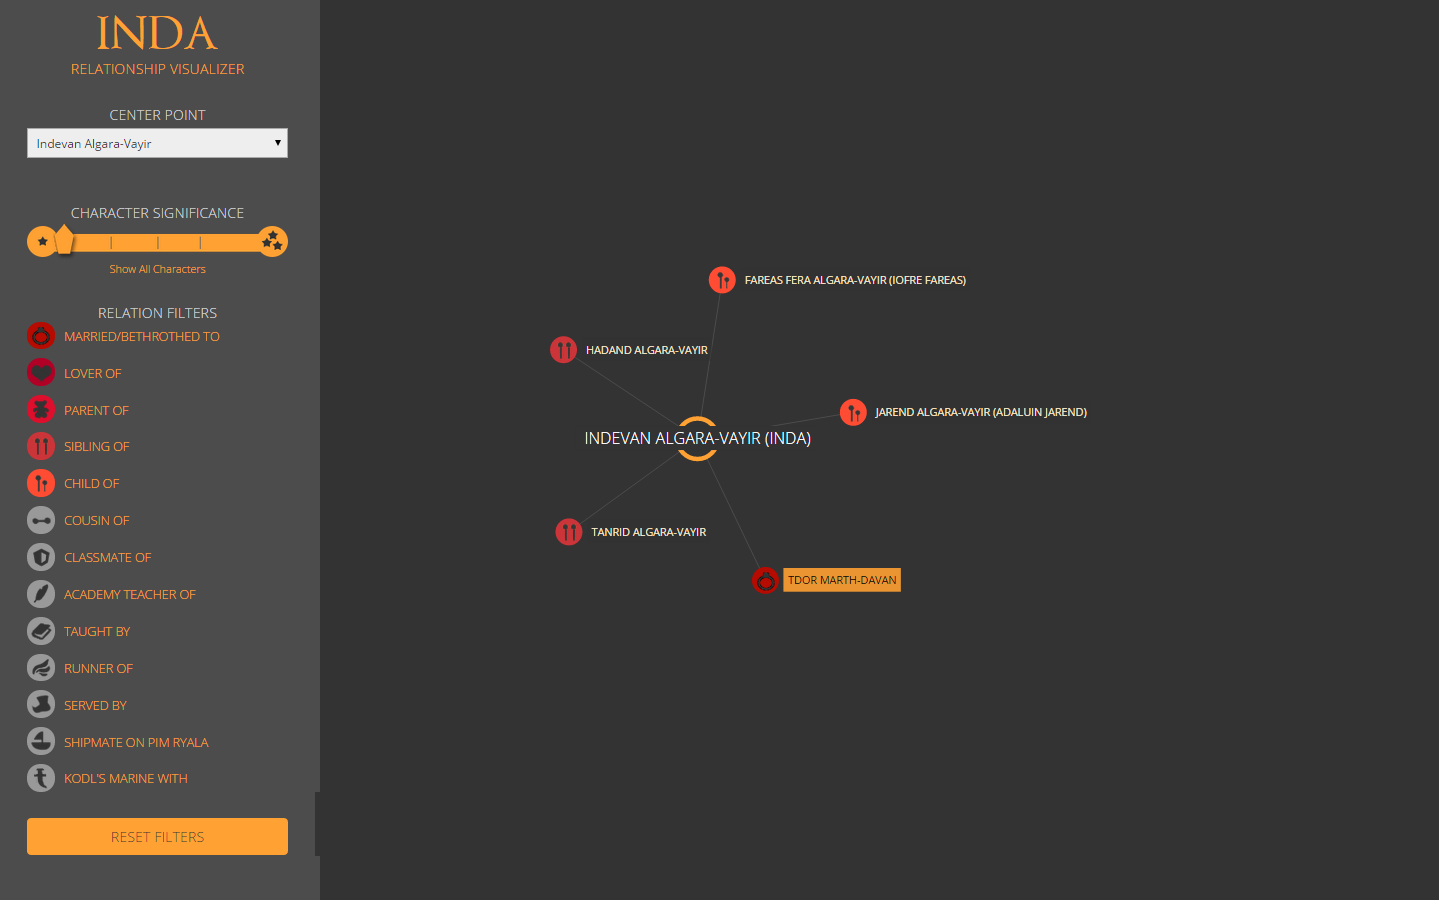 INDA
RELATIONSHIP VISUALIZER
CENTER POINT
Indevan Algara-Vayir
CHARACTER SIGNIFICANCE
Show All Characters
RELATION FILTERS
MARRIED/BETHROTHED TO
LOVER OF
PARENT OF
SIBLING OF
CHILD OF
COUSIN OF
CLASSMATE OF
ACADEMY TEACHER OF
TAUGHT BY
RUNNER OF
SERVED BY
SHIPMATE ON PIM RYALA
KODL'S MARINE WITH
RESET FILTERS
FAREAS FERA ALGARA-VAYIR (IOFRE FAREAS)
HADAND ALGARA-VAYIR
JAREND ALGARA-VAYIR (ADALUIN JAREND)
INDEVAN ALGARA-VAYIR (INDA)
TANRID ALGARA-VAYIR
TDOR MARTH-DAVAN